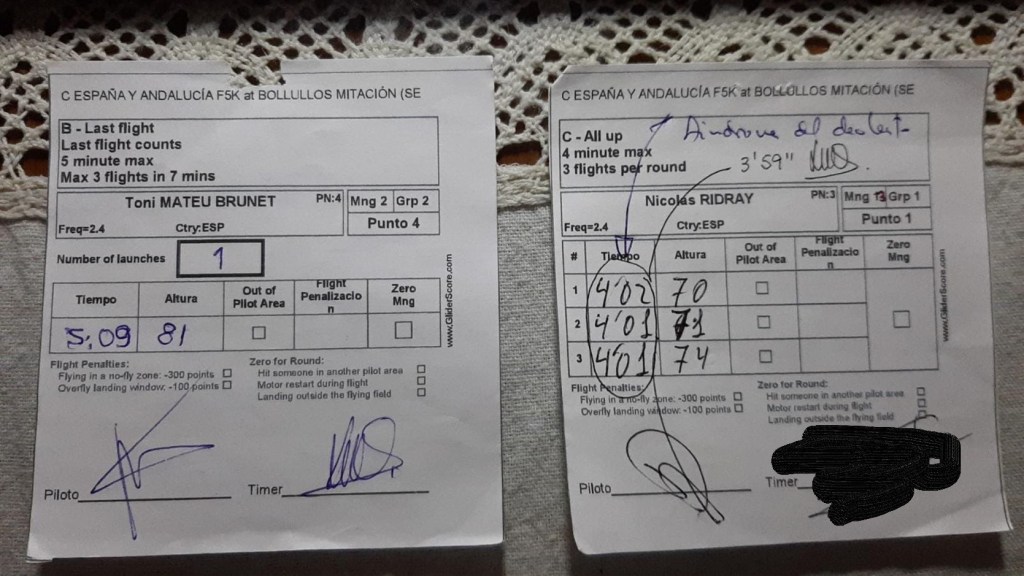 C ESPAÑA Y ANDALUCÍA F5K at BOLLULLOS MITACIÓN (SE
B - Last flight
Last flight counts
5 minute max
Max 3 flights in 7 mins
Toni MATEU BRUNET PN:4
Freq=2.4 Ctry:ESP
Mng 2 Grp 2
Punto 4
Number of launches 1
Tiempo Altura Out of Pilot Area Flight Penalizacio n Zero Mng
5,09 81
Flight Penalties:
Flying in a no-fly zone: -300 points
Overfly landing window: -100 points
Zero for Round:
Hit someone in another pilot area
Motor restart during flight
Landing outside the flying field
Piloto Timer
www.GliderScore.com
C ESPAÑA Y ANDALUCÍA F5K at BOLLULLOS MITACIÓN (SE
C - All up
4 minute max
3 flights per round
3'59"
Nicolás RIDRAY PN:3
Freq=2.4 Ctry:ESP
Mng Grp 1
Punto 1
# Tiempo Altura Out of Pilot Area Flight Penalizacio n Zero Mng
1 4'02 70
2 4'01 71
3 4'01 74
Flight Penalties:
Flying in a no-fly zone: -300 points
Overfly landing window: -100 points
Zero for Round:
Hit someone in another pilot area
Motor restart during flight
Landing outside the flying field
Piloto Timer
www.GliderScore.com